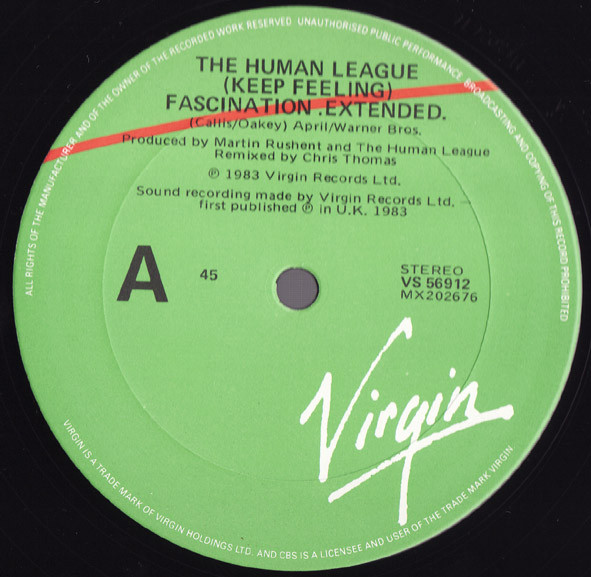 ALL RIGHTS OF THE MANUFACTURER AND OF THE OWNER OF THE RECORDED WORK RESERVED UNAUTHORISED PUBLIC PERFORMANCE BROADCASTING AND COPYING OF THIS RECORD PROHIBITED
THE HUMAN LEAGUE
(KEEP FEELING)
FASCINATION .EXTENDED.
(Callis/Oakey) April/Warner Bros.
Produced by Martin Rushent and The Human League
Remixed by Chris Thomas
℗ 1983 Virgin Records Ltd.
Sound recording made by Virgin Records Ltd. –
first published ℗ in U.K. 1983
A
45
STEREO
VS 56912
MX202676
Virgin
VIRGIN IS A TRADE MARK OF VIRGIN HOLDINGS LTD. AND CBS IS A LICENSEE AND USER OF THE TRADE MARK VIRGIN